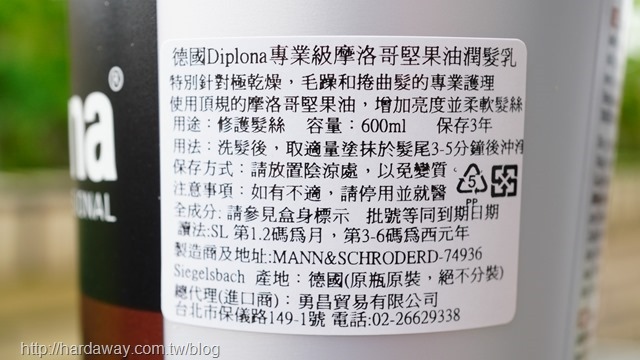 德國Diplona專業級摩洛哥堅果油潤髮乳
特別針對極乾燥，毛躁和捲曲髮的專業護理
使用頂規的摩洛哥堅果油，增加亮度並柔軟髮絲
用途：修護髮絲 容量：600ml 保存3年
用法：洗髮後，取適量塗抹於髮尾3-5分鐘後沖
保存方式：請放置陰涼處，以免變質
注意事項：如有不適，請停用並就醫
5
PP
全成分: 請參見盒身標示 批號等同到期日期
讀法:SL 第1.2碼為月，第3-6碼為西元年
製造商及地址:MANN&SCHRODERD-74936
Siegelsbach 產地：德國(原瓶原裝，絕不分裝)
總代理(進口商)：勇昌貿易有限公司
台北市保儀路149-1號 電話:02-26629338
na
SIONAL
http://hardaway.com.tw/blog